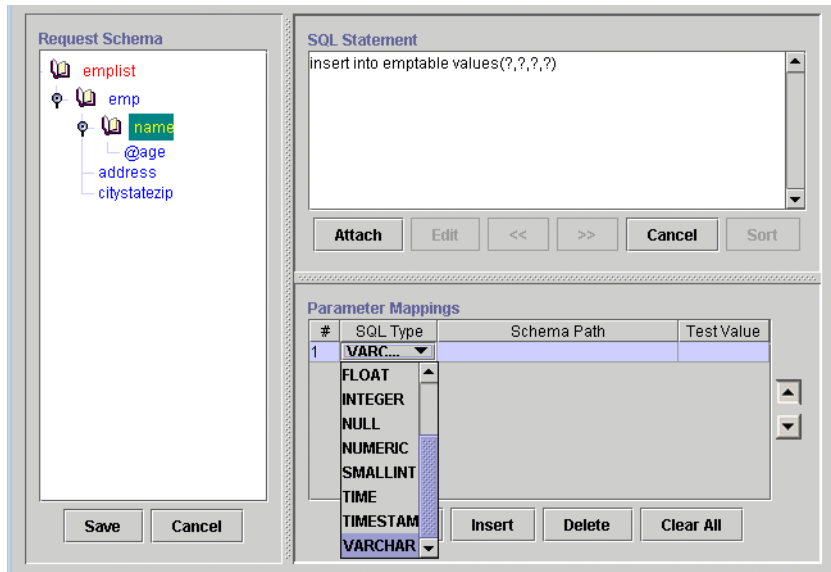 Request Schema
emplist
emp
name
@age
address
citystatezip
Save Cancel
SQL Statement
insert into emptable values(?,?,?,?)
Attach Edit << >> Cancel Sort
Parameter Mappings
# SQL Type Schema Path Test Value
1 VARC...
FLOAT
INTEGER
NULL
NUMERIC
SMALLINT
TIME
TIMESTAM
VARCHAR
Insert Delete Clear All